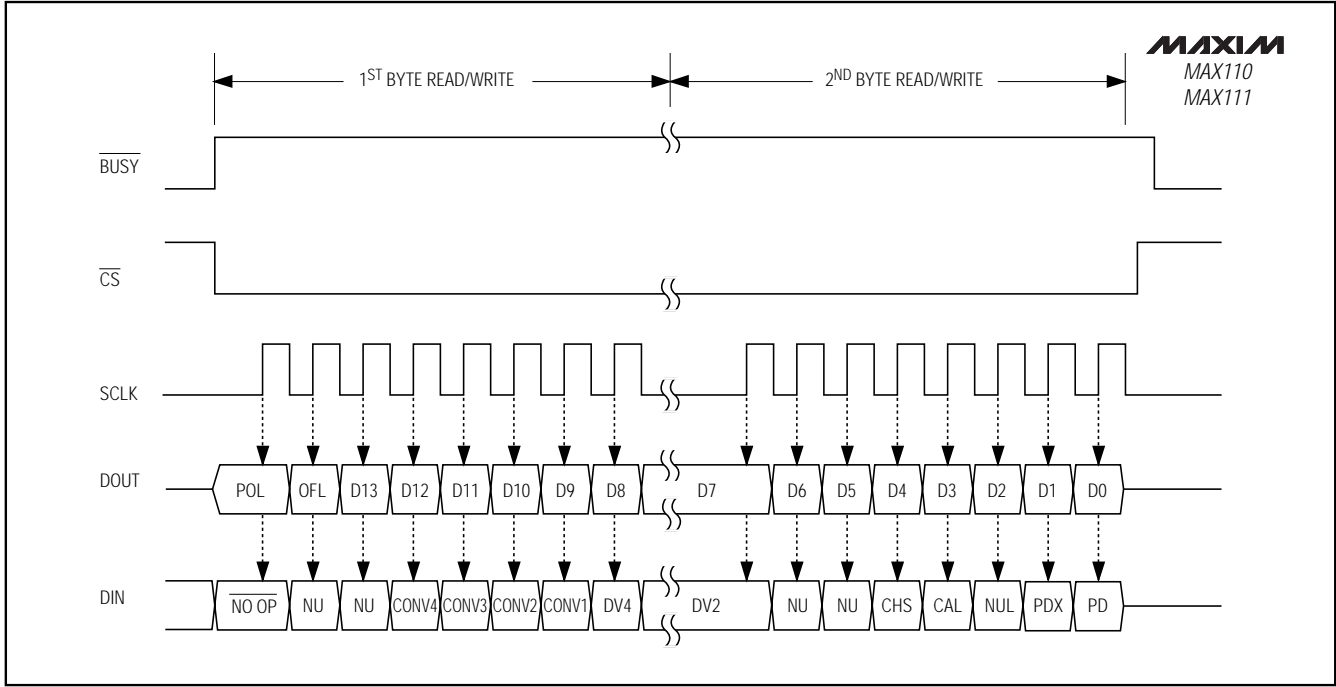 MAXIM
MAX110
MAX111
1ST BYTE READ/WRITE
2ND BYTE READ/WRITE
BUSY
CS
SCLK
DOUT POL OFL D13 D12 D11 D10 D9 D8 D7 D6 D5 D4 D3 D2 D1 D0
DIN NO OP NU NU CONV4 CONV3 CONV2 CONV1 DV4 DV2 NU NU CHS CAL NUL PDX PD